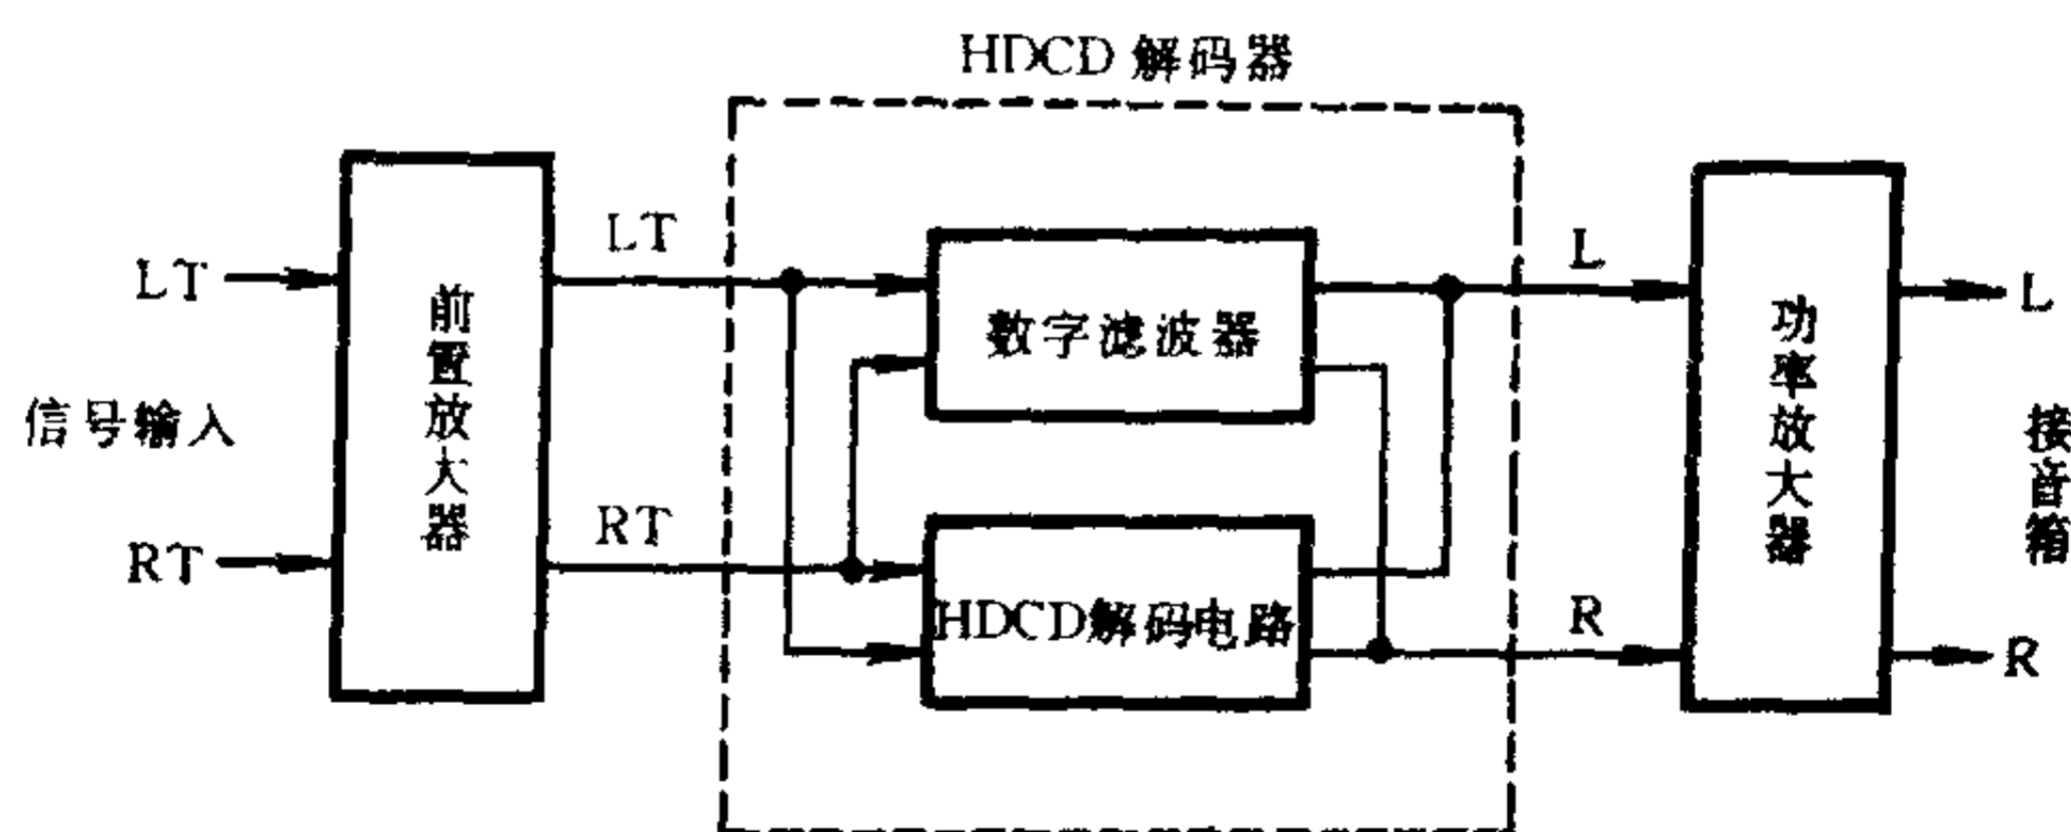 HDCD 解码器
LT
前置放大器
LT
数字滤波器
L
功率放大器
L
信号输入
接音箱
RT
RT
HDCD解码电路
R
R